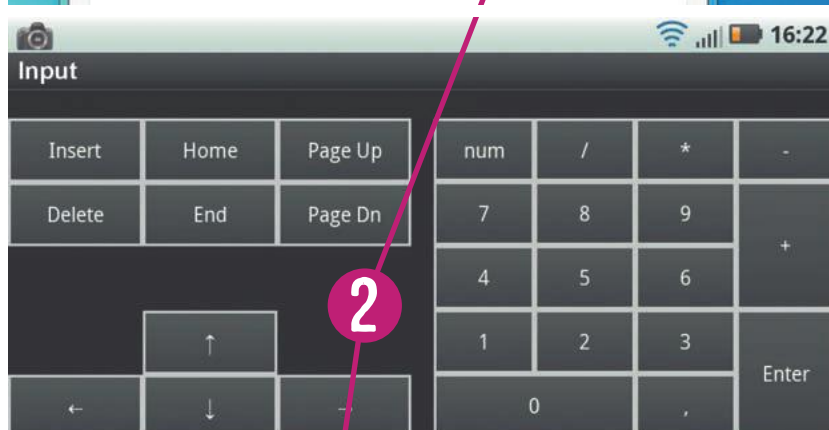 16:22
Input
Insert Home Page Up num / * -
Delete End Page Dn 7 8 9 +
4 5 6
2
↑ 1 2 3 Enter
← ↓ → 0 ,